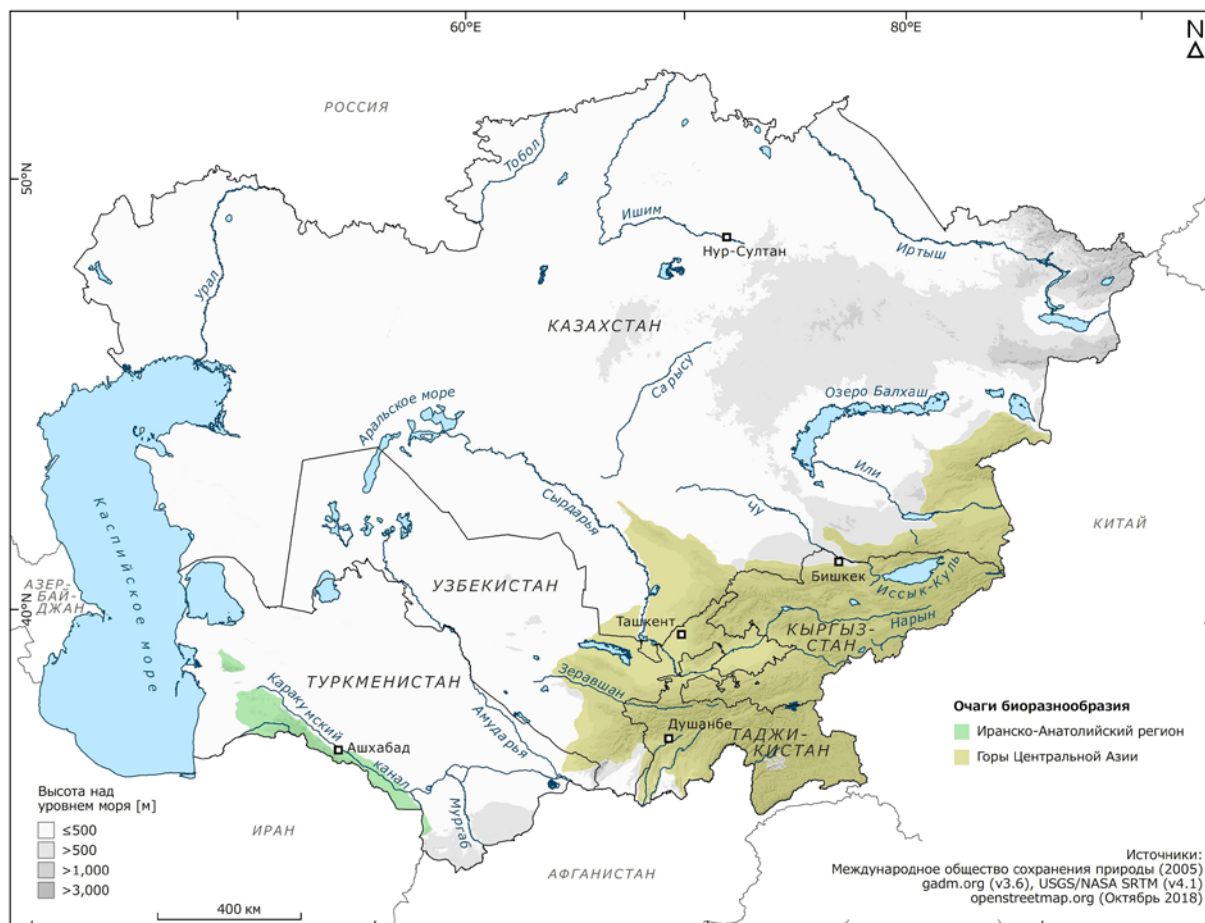 60°E
80°E
N
РОССИЯ
50°N
Тобол
Ишим
Нур-Султан
Иртыш
Урал
КАЗАХСТАН
Сарысу
Озеро Балхаш
Аральское море
Или
Сырдарья
ЧУ
КИТАЙ
Каспийское море
АЗЕР-
БАЙ-
ДЖАН
40°N
УЗБЕКИСТАН
Бишкек
Иссык-Куль
Ташкент
Нарын
КЫРГЫЗ-
СТАН
Зеравшан
ТУРКМЕНИСТАН
Каракумский
канал
Ашхабад
Амударья
Душанбе
ТАДЖИ-
КИСТАН
Мургаб
ИРАН
АФГАНИСТАН
Очаги биоразнообразия
Иранско-Анатолийский регион
Горы Центральной Азии
Высота над
уровнем моря [м]
≤500
>500
>1,000
>3,000
400 км
Источники:
Международное общество сохранения природы (2005)
gadm.org (v3.6), USGS/NASA SRTM (v4.1)
openstreetmap.org (Октябрь 2018)